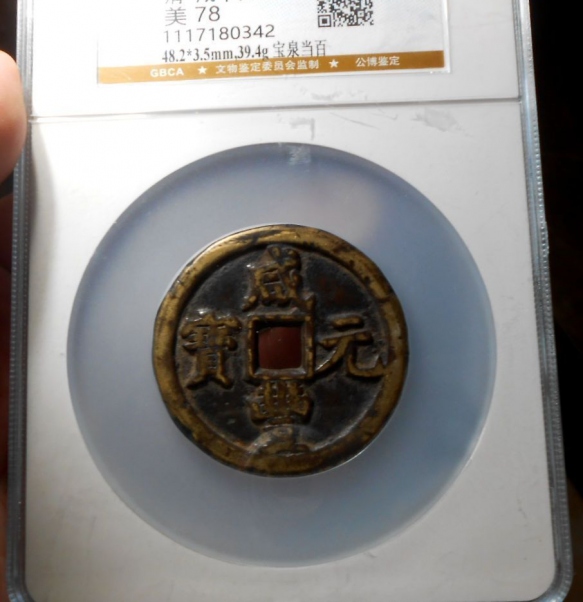 美 78
1117180342
48.2*3.5mm,39.4g 宝泉当百
GBCA ★ 文物鉴定委员会监制 ★ 公博鉴定
咸
寶 元
豐